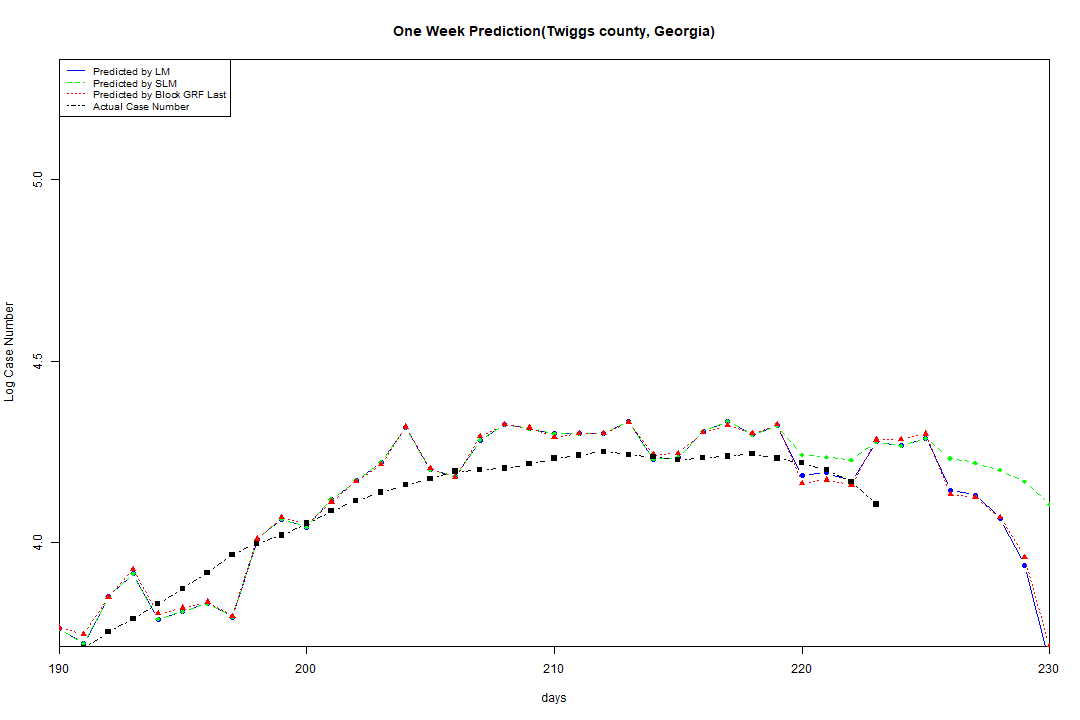 One Week Prediction(Twiggs county, Georgia)
Predicted by LM
Predicted by SLM
Predicted by Block GRF Last
Actual Case Number
5.0
4.5
4.0
Log Case Number
190 200 210 220 230
days